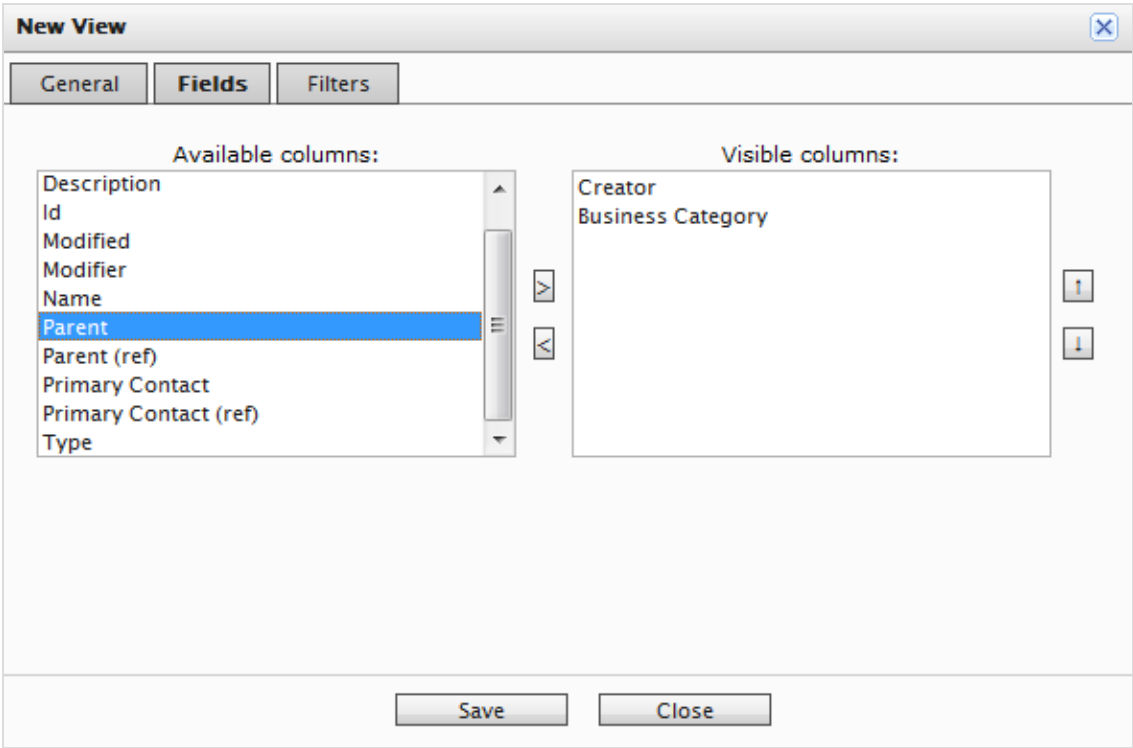 New View
General Fields Filters
Available columns:
Description
Id
Modified
Modifier
Name
Parent
Parent (ref)
Primary Contact
Primary Contact (ref)
Type
>
<
Visible columns:
Creator
Business Category
↑
↓
Save Close